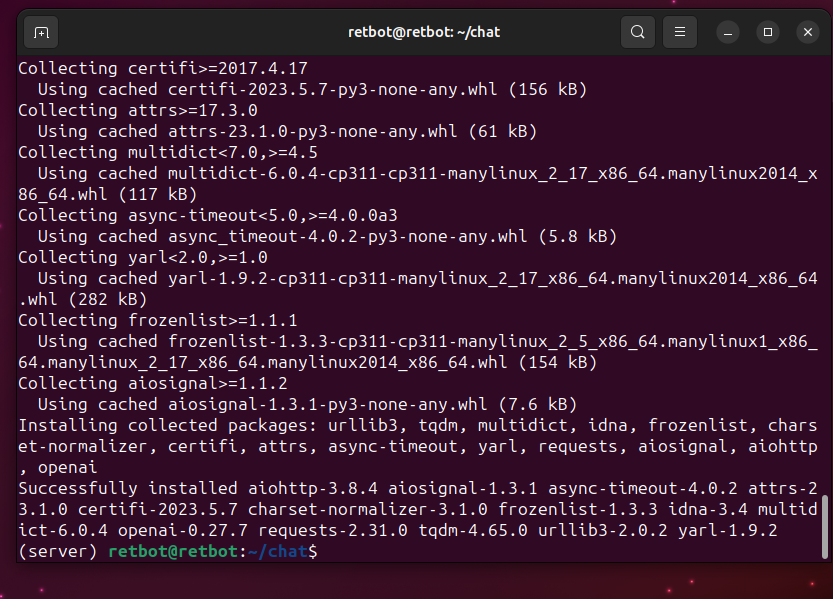 retbot@retbot: ~/chat
Collecting certifi>=2017.4.17
  Using cached certifi-2023.5.7-py3-none-any.whl (156 kB)
Collecting attrs>=17.3.0
  Using cached attrs-23.1.0-py3-none-any.whl (61 kB)
Collecting multidict<7.0,>=4.5
  Using cached multidict-6.0.4-cp311-cp311-manylinux_2_17_x86_64.manylinux2014_x
86_64.whl (117 kB)
Collecting async-timeout<5.0,>=4.0.0a3
  Using cached async_timeout-4.0.2-py3-none-any.whl (5.8 kB)
Collecting yarl<2.0,>=1.0
  Using cached yarl-1.9.2-cp311-cp311-manylinux_2_17_x86_64.manylinux2014_x86_64
.whl (282 kB)
Collecting frozenlist>=1.1.1
  Using cached frozenlist-1.3.3-cp311-cp311-manylinux_2_5_x86_64.manylinux1_x86_
64.manylinux_2_17_x86_64.manylinux2014_x86_64.whl (154 kB)
Collecting aiosignal>=1.1.2
  Using cached aiosignal-1.3.1-py3-none-any.whl (7.6 kB)
Installing collected packages: urllib3, tqdm, multidict, idna, frozenlist, chars
et-normalizer, certifi, attrs, async-timeout, yarl, requests, aiosignal, aiohttp
, openai
Successfully installed aiohttp-3.8.4 aiosignal-1.3.1 async-timeout-4.0.2 attrs-2
3.1.0 certifi-2023.5.7 charset-normalizer-3.1.0 frozenlist-1.3.3 idna-3.4 multid
ict-6.0.4 openai-0.27.7 requests-2.31.0 tqdm-4.65.0 urllib3-2.0.2 yarl-1.9.2
(server) retbot@retbot:~/chat$